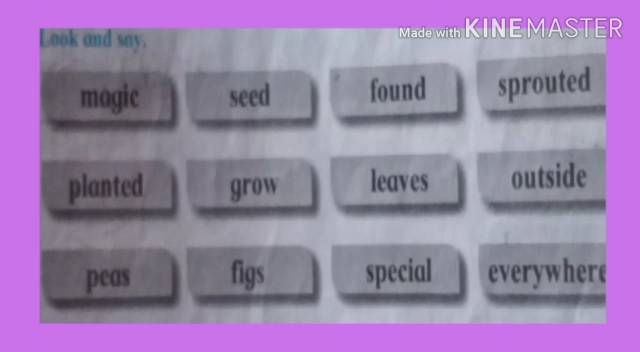 Made with KINEMASTER
Look and say.
magic seed found sprouted
planted grow leaves outside
peas figs special everywhere